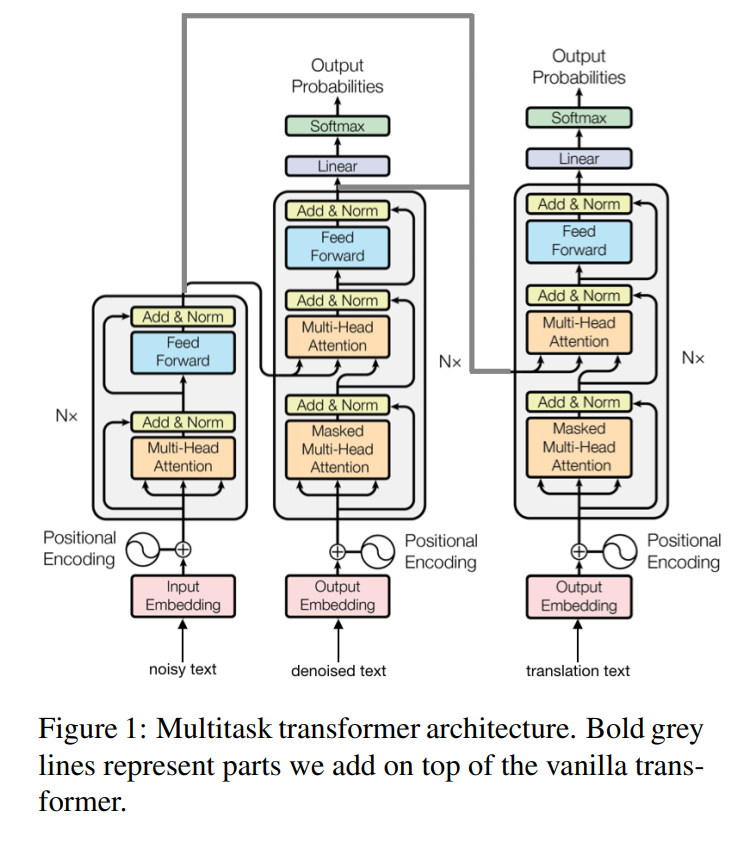 Output
Probabilities
Softmax
Linear
Add & Norm
Feed
Forward
Add & Norm
Multi-Head
Attention
Add & Norm
Masked
Multi-Head
Attention
Nx
Positional
Encoding
Output
Embedding
denoised text
Add & Norm
Feed
Forward
Nx
Add & Norm
Multi-Head
Attention
Positional
Encoding
Input
Embedding
noisy text
Output
Probabilities
Softmax
Linear
Add & Norm
Feed
Forward
Add & Norm
Multi-Head
Attention
Nx
Add & Norm
Masked
Multi-Head
Attention
Positional
Encoding
Output
Embedding
translation text
Figure 1: Multitask transformer architecture. Bold grey
lines represent parts we add on top of the vanilla trans-
former.